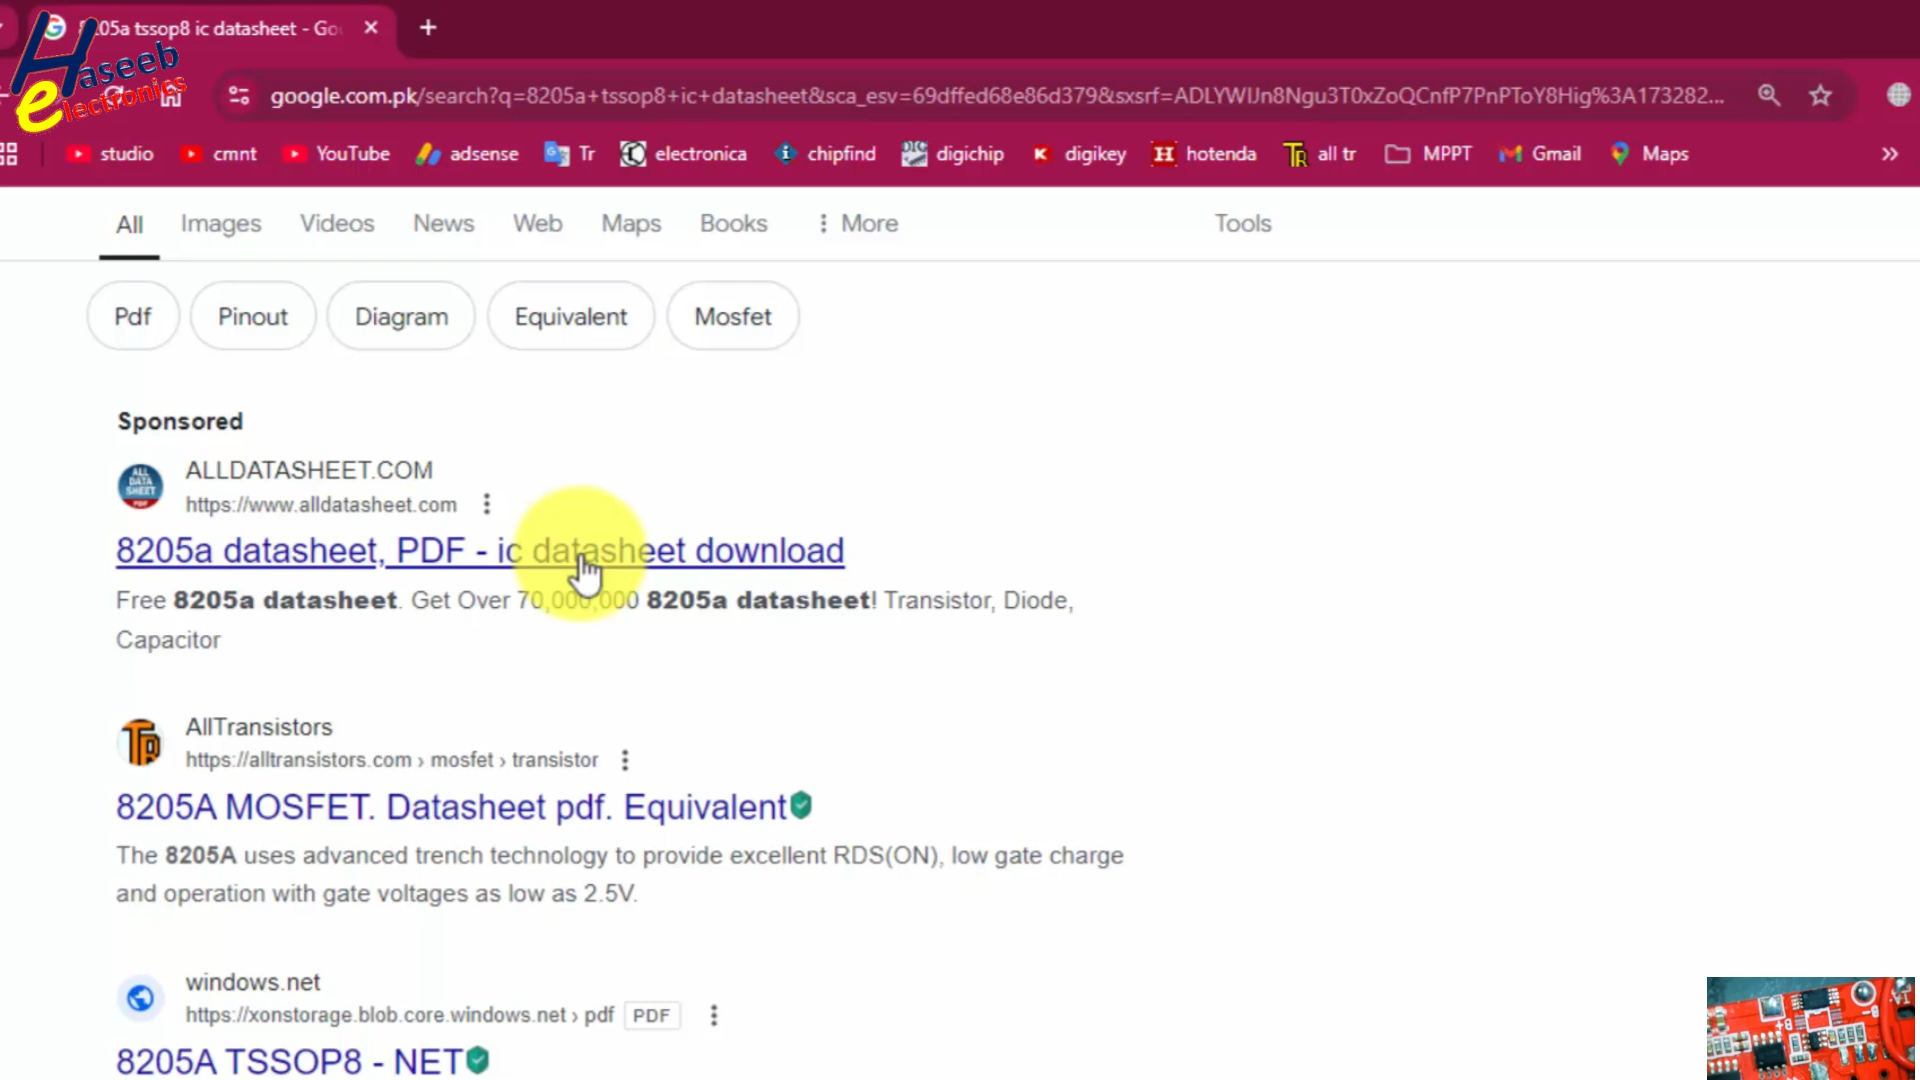 8205a tssop8 ic datasheet - Go
Haseeb
electronics
google.com.pk/search?q=8205a+tssop8+ic+datasheet&sca_esv=69dffed68e86d379&sxsrf=ADLYWIJn8Ngu3T0xZoQCnfP7PnPToY8Hig%3A173282...
studio cmnt YouTube adsense Tr electronica chipfind digichip digikey hotenda all tr MPPT Gmail Maps
All Images Videos News Web Maps Books More Tools
Pdf Pinout Diagram Equivalent Mosfet
Sponsored
ALL DATA SHEET PDF
ALLDATASHEET.COM
https://www.alldatasheet.com
8205a datasheet, PDF - ic datasheet download
Free 8205a datasheet. Get Over 70,000,000 8205a datasheet! Transistor, Diode,
Capacitor
AllTransistors
https://alltransistors.com › mosfet › transistor
8205A MOSFET. Datasheet pdf. Equivalent
The 8205A uses advanced trench technology to provide excellent RDS(ON), low gate charge
and operation with gate voltages as low as 2.5V.
windows.net
https://xonstorage.blob.core.windows.net › pdf PDF
8205A TSSOP8 - NET